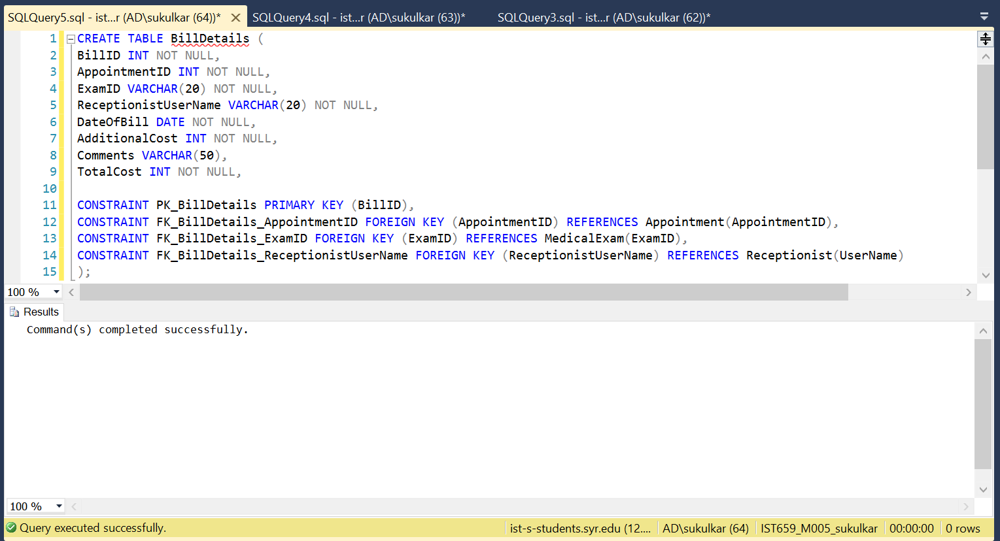 SQLQuery5.sql - ist...r (AD\sukulkar (64))* SQLQuery4.sql - ist...r (AD\sukulkar (63))* SQLQuery3.sql - ist...r (AD\sukulkar (62))*
1 CREATE TABLE BillDetails (
2 BillID INT NOT NULL,
3 AppointmentID INT NOT NULL,
4 ExamID VARCHAR(20) NOT NULL,
5 ReceptionistUserName VARCHAR(20) NOT NULL,
6 DateOfBill DATE NOT NULL,
7 AdditionalCost INT NOT NULL,
8 Comments VARCHAR(50),
9 TotalCost INT NOT NULL,
10
11 CONSTRAINT PK_BillDetails PRIMARY KEY (BillID),
12 CONSTRAINT FK_BillDetails_AppointmentID FOREIGN KEY (AppointmentID) REFERENCES Appointment(AppointmentID),
13 CONSTRAINT FK_BillDetails_ExamID FOREIGN KEY (ExamID) REFERENCES MedicalExam(ExamID),
14 CONSTRAINT FK_BillDetails_ReceptionistUserName FOREIGN KEY (ReceptionistUserName) REFERENCES Receptionist(UserName)
15 );
100 %
Results
Command(s) completed successfully.
100 %
Query executed successfully. ist-s-students.syr.edu (12.... AD\sukulkar (64) IST659_M005_sukulkar 00:00:00 0 rows